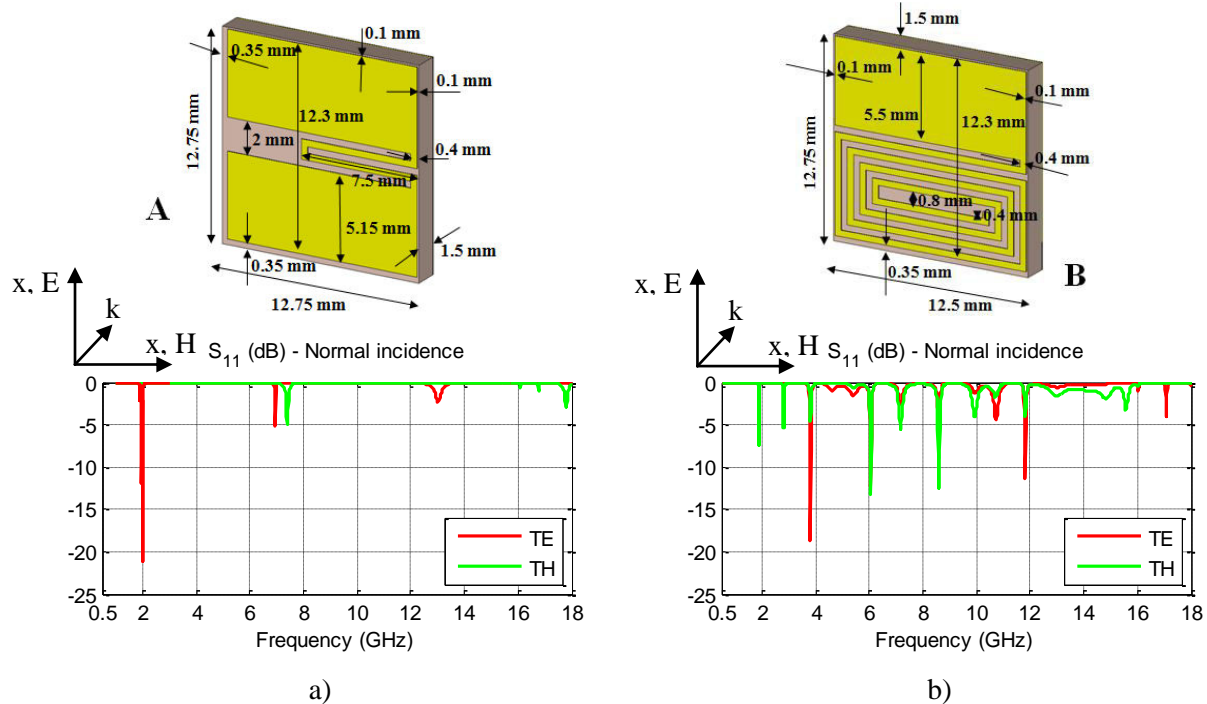 0.1 mm
0.35 mm
0.1 mm
12.75 mm
12.3 mm
2 mm
0.4 mm
7.5 mm
A
5.15 mm
1.5 mm
0.35 mm
12.75 mm
x, E
k
x, H
S11 (dB) - Normal incidence
0
-5
-10
-15
-20
-25
TE
TH
0.5 2 4 6 8 10 12 14 16 18
Frequency (GHz)
a)
1.5 mm
0.1 mm
0.1 mm
5.5 mm
12.3 mm
12.75 mm
0.4 mm
0.8 mm
0.4 mm
0.35 mm
B
12.5 mm
x, E
k
x, H
S11 (dB) - Normal incidence
0
-5
-10
-15
-20
-25
TE
TH
0.5 2 4 6 8 10 12 14 16 18
Frequency (GHz)
b)